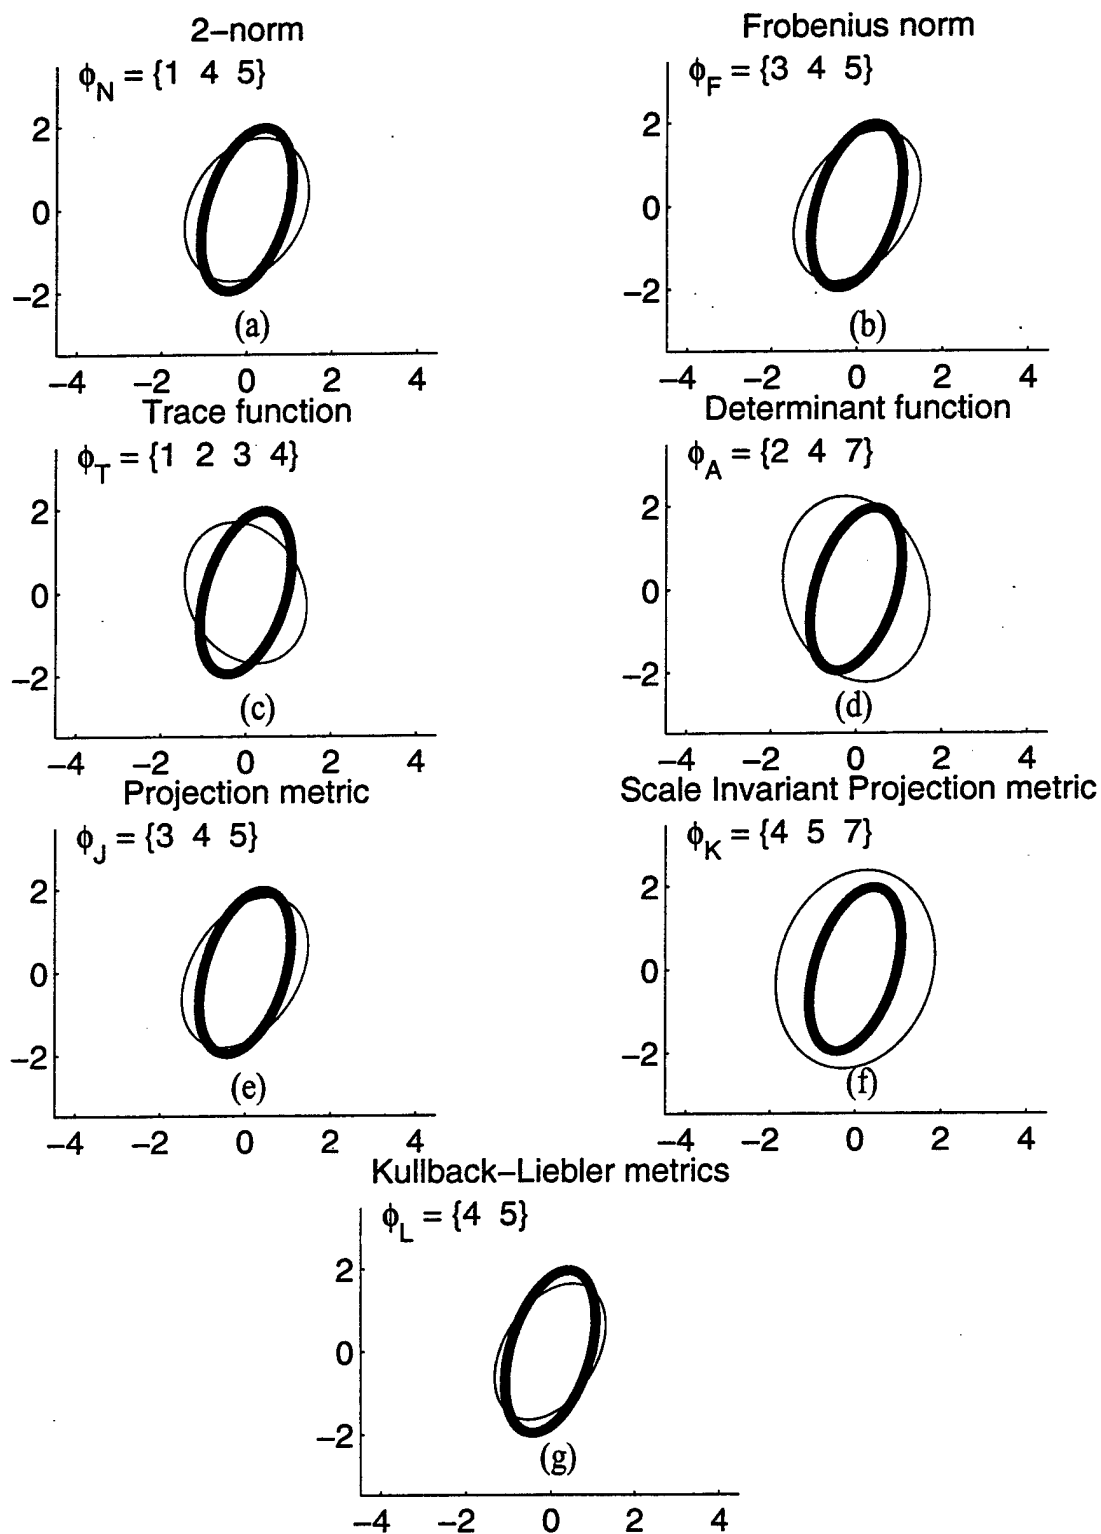 2−norm
ϕN = {1 4 5}
2
0
−2
(a)
−4 −2 0 2 4
Frobenius norm
ϕF = {3 4 5}
2
0
−2
(b)
−4 −2 0 2 4
Trace function
ϕT = {1 2 3 4}
2
0
−2
(c)
−4 −2 0 2 4
Determinant function
ϕA = {2 4 7}
2
0
−2
(d)
−4 −2 0 2 4
Projection metric
ϕJ = {3 4 5}
2
0
−2
(e)
−4 −2 0 2 4
Scale Invariant Projection metric
ϕK = {4 5 7}
2
0
−2
(f)
−4 −2 0 2 4
Kullback−Liebler metrics
ϕL = {4 5}
2
0
−2
(g)
−4 −2 0 2 4